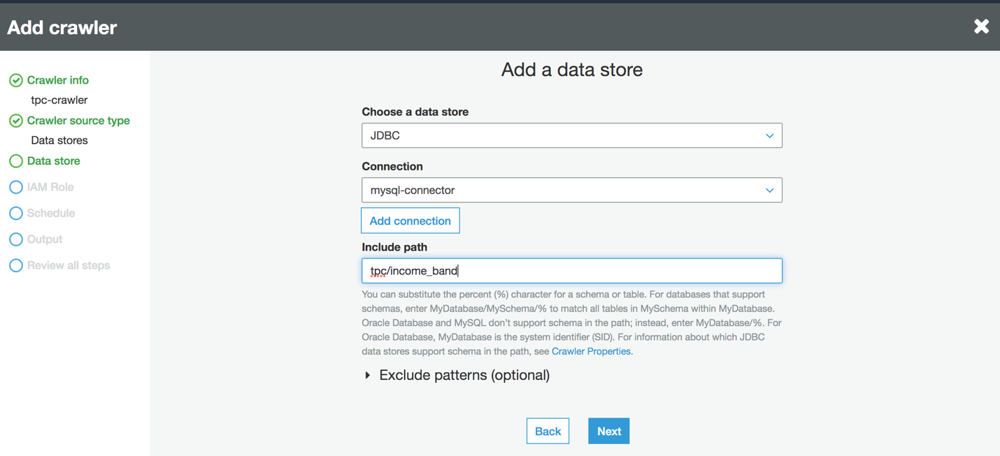 Add crawler
Crawler info
tpc-crawler
Crawler source type
Data stores
Data store
IAM Role
Schedule
Output
Review all steps
Add a data store
Choose a data store
JDBC
Connection
mysql-connector
Add connection
Include path
tpc/income_band
You can substitute the percent (%) character for a schema or table. For databases that support
schemas, enter MyDatabase/MySchema/% to match all tables in MySchema within MyDatabase.
Oracle Database and MySQL don't support schema in the path; instead, enter MyDatabase/%. For
Oracle Database, MyDatabase is the system identifier (SID). For information about which JDBC
data stores support schema in the path, see Crawler Properties.
Exclude patterns (optional)
Back
Next